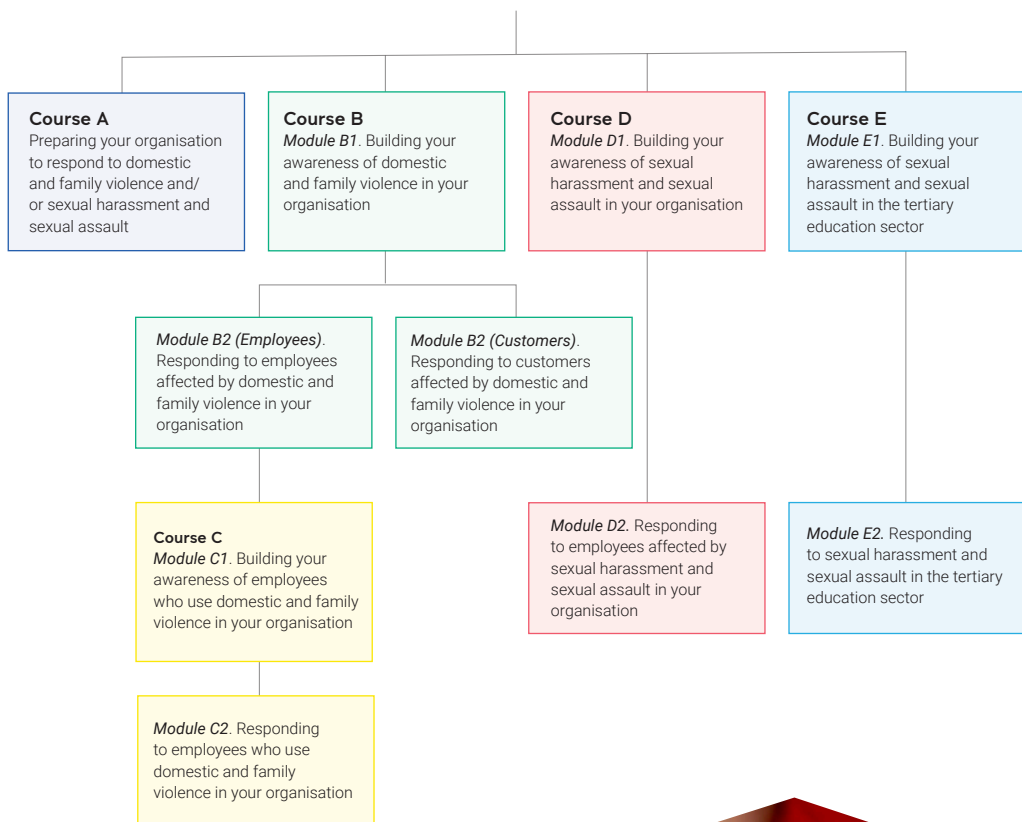 Course A
Preparing your organisation
to respond to domestic
and family violence and/
or sexual harassment and
sexual assault
Course B
Module B1. Building your
awareness of domestic
and family violence in your
organisation
Course D
Module D1. Building your
awareness of sexual
harassment and sexual
assault in your organisation
Course E
Module E1. Building your
awareness of sexual
harassment and sexual
assault in the tertiary
education sector
Module B2 (Employees).
Responding to employees
affected by domestic and
family violence in your
organisation
Module B2 (Customers).
Responding to customers
affected by domestic and
family violence in your
organisation
Course C
Module C1. Building your
awareness of employees
who use domestic and family
violence in your organisation
Module D2. Responding
to employees affected by
sexual harassment and
sexual assault in your
organisation
Module E2. Responding
to sexual harassment and
sexual assault in the tertiary
education sector
Module C2. Responding
to employees who use
domestic and family
violence in your organisation